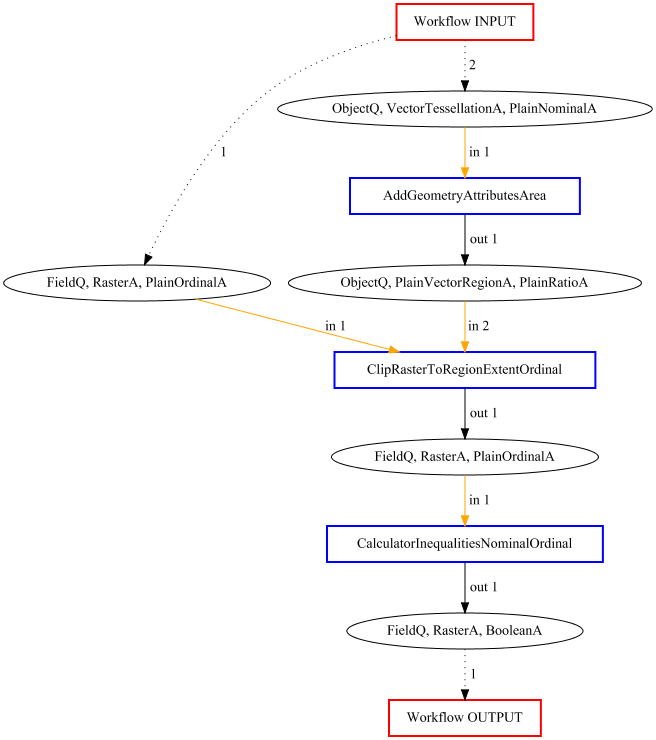 Workflow INPUT
2
ObjectQ, VectorTessellationA, PlainNominalA
1
in 1
AddGeometryAttributesArea
out 1
FieldQ, RasterA, PlainOrdinalA
ObjectQ, PlainVectorRegionA, PlainRatioA
in 1
in 2
ClipRasterToRegionExtentOrdinal
out 1
FieldQ, RasterA, PlainOrdinalA
in 1
CalculatorInequalitiesNominalOrdinal
out 1
FieldQ, RasterA, BooleanA
1
Workflow OUTPUT